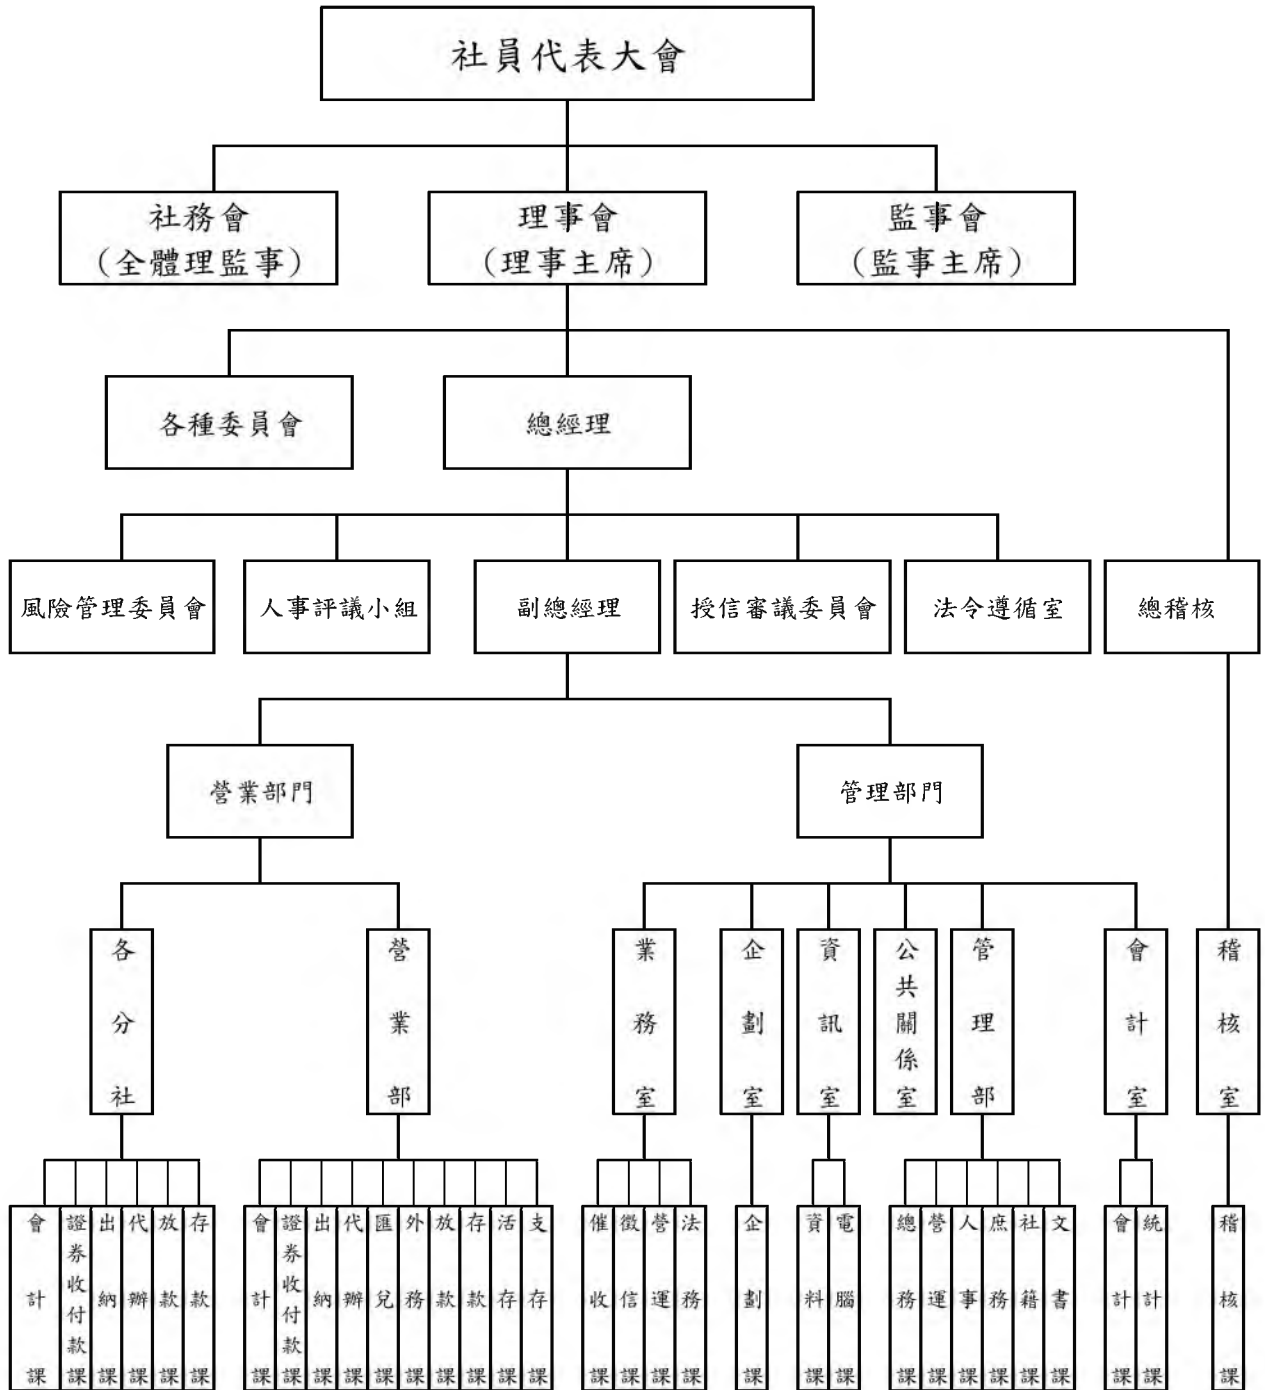 社員代表大會
社務會
（全體理監事）
理事會
（理事主席）
監事會
（監事主席）
各種委員會
總經理
風險管理委員會
人事評議小組
副總經理
授信審議委員會
法令遵循室
總稽核
營業部門
管理部門
各分社
營業部
業務室
企劃室
資訊室
公共關係室
管理部
會計室
稽核室
會計課
證券收付款課
出納課
代辦課
放款課
存款課
會計課
證券收付款課
出納課
代辦課
匯兌課
外務課
放款課
存款課
活存課
支存課
催收課
徵信課
營運課
法務課
企劃課
資料課
電腦課
總務課
營運課
人事課
庶務課
社籍課
文書課
會計課
統計課
稽核課